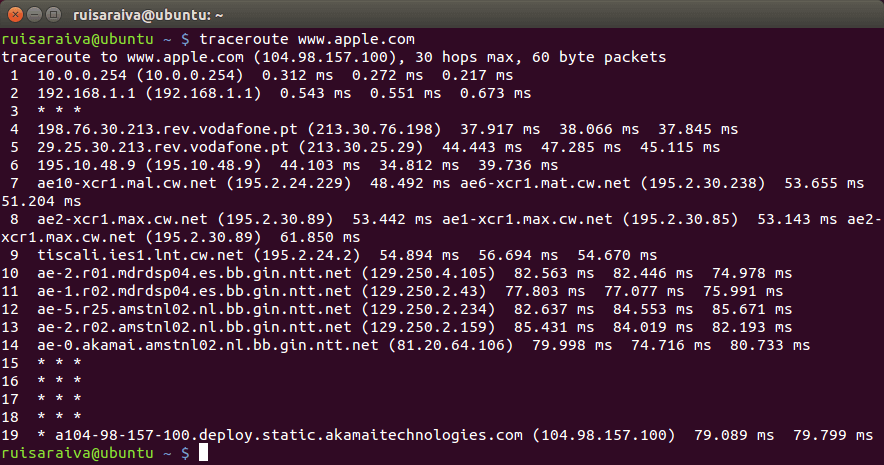 ruisaraiva@ubuntu: ~
ruisaraiva@ubuntu ~ $ traceroute www.apple.com
traceroute to www.apple.com (104.98.157.100), 30 hops max, 60 byte packets
 1  10.0.0.254 (10.0.0.254)  0.312 ms  0.272 ms  0.217 ms
 2  192.168.1.1 (192.168.1.1)  0.543 ms  0.551 ms  0.673 ms
 3  * * *
 4  198.76.30.213.rev.vodafone.pt (213.30.76.198)  37.917 ms  38.066 ms  37.845 ms
 5  29.25.30.213.rev.vodafone.pt (213.30.25.29)  44.443 ms  47.285 ms  45.115 ms
 6  195.10.48.9 (195.10.48.9)  44.103 ms  34.812 ms  39.736 ms
 7  ae10-xcr1.mal.cw.net (195.2.24.229)  48.492 ms ae6-xcr1.mat.cw.net (195.2.30.238)  53.655 ms
51.204 ms
 8  ae2-xcr1.max.cw.net (195.2.30.89)  53.442 ms ae1-xcr1.max.cw.net (195.2.30.85)  53.143 ms ae2-
xcr1.max.cw.net (195.2.30.89)  61.850 ms
 9  tiscali.ies1.lnt.cw.net (195.2.24.2)  54.894 ms  56.694 ms  54.670 ms
10  ae-2.r01.mdrdsp04.es.bb.gin.ntt.net (129.250.4.105)  82.563 ms  82.446 ms  74.978 ms
11  ae-1.r02.mdrdsp04.es.bb.gin.ntt.net (129.250.2.43)  77.803 ms  77.077 ms  75.991 ms
12  ae-5.r25.amstnl02.nl.bb.gin.ntt.net (129.250.2.234)  82.637 ms  84.553 ms  85.671 ms
13  ae-2.r02.amstnl02.nl.bb.gin.ntt.net (129.250.2.159)  85.431 ms  84.019 ms  82.193 ms
14  ae-0.akamai.amstnl02.nl.bb.gin.ntt.net (81.20.64.106)  79.998 ms  74.716 ms  80.733 ms
15  * * *
16  * * *
17  * * *
18  * * *
19  * a104-98-157-100.deploy.static.akamaitechnologies.com (104.98.157.100)  79.089 ms  79.799 ms
ruisaraiva@ubuntu ~ $